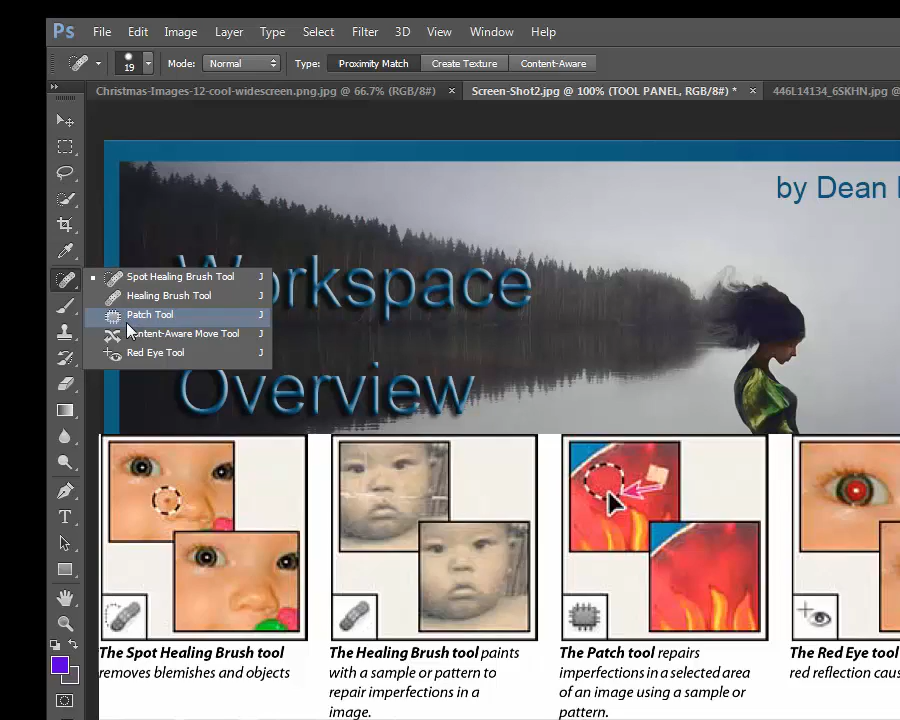 Ps File Edit Image Layer Type Select Filter 3D View Window Help
19 Mode: Normal Type: Proximity Match Create Texture Content-Aware
Christmas-Images-12-cool-widescreen.png.jpg @ 66.7% (RGB/8#) × Screen-Shot2.jpg @ 100% (TOOL PANEL, RGB/8#) * × 446L14134_6SKHN.jpg @
by Dean
Workspace
Overview
Spot Healing Brush Tool J
Healing Brush Tool J
Patch Tool J
ntent-Aware Move Tool J
Red Eye Tool J
The Spot Healing Brush tool
removes blemishes and objects
The Healing Brush tool paints
with a sample or pattern to
repair imperfections in a
image.
The Patch tool repairs
imperfections in a selected area
of an image using a sample or
pattern.
The Red Eye tool
red reflection caus